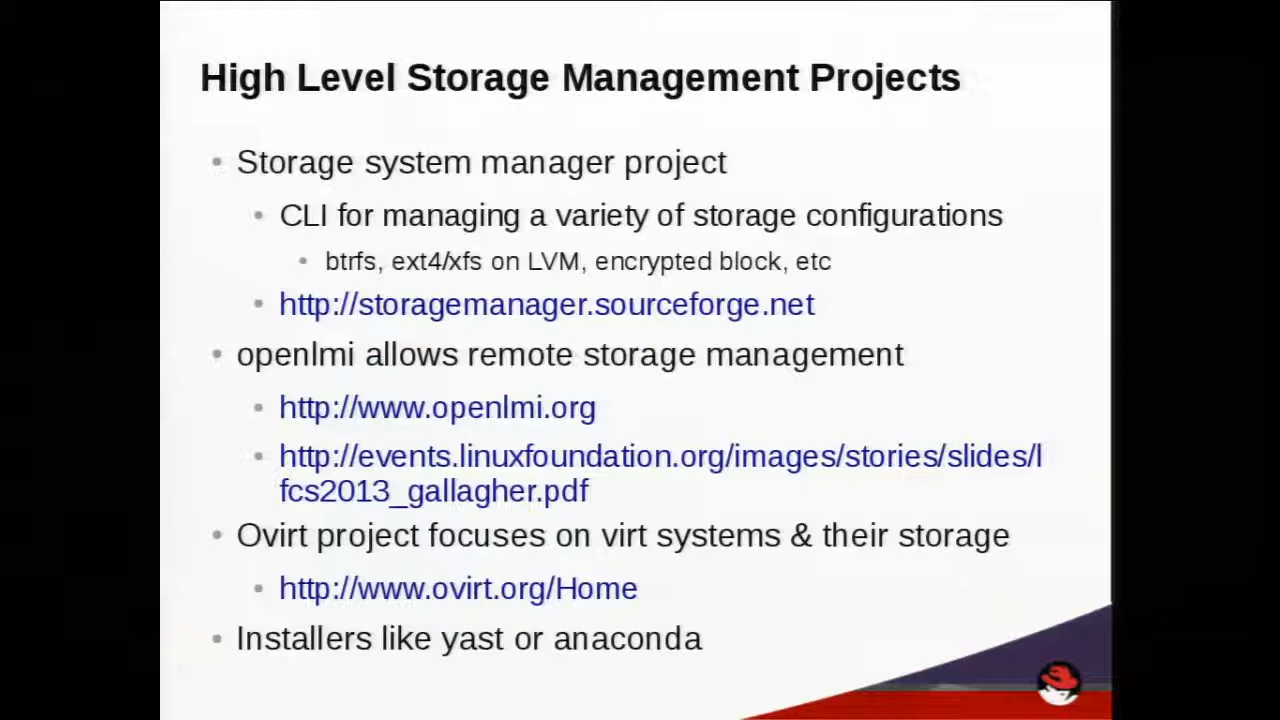 High Level Storage Management Projects
Storage system manager project
CLI for managing a variety of storage configurations
btrfs, ext4/xfs on LVM, encrypted block, etc
http://storagemanager.sourceforge.net
openlmi allows remote storage management
http://www.openlmi.org
http://events.linuxfoundation.org/images/stories/slides/l
fcs2013_gallagher.pdf
Ovirt project focuses on virt systems & their storage
http://www.ovirt.org/Home
Installers like yast or anaconda